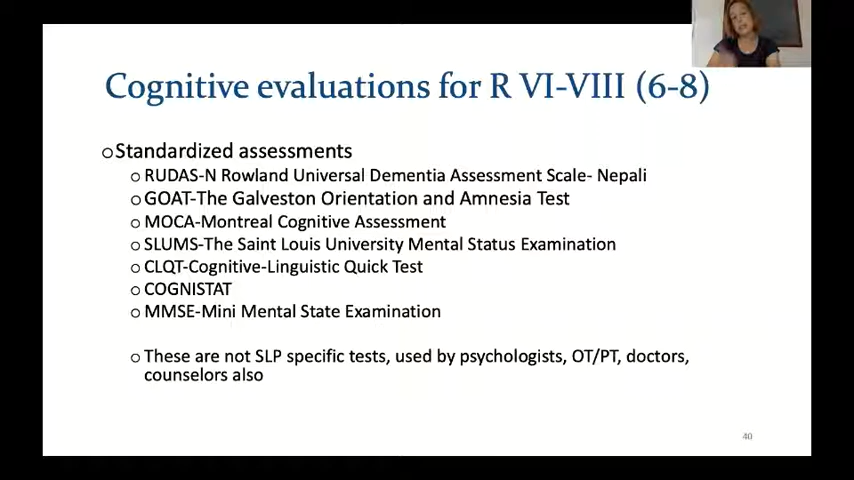 Cognitive evaluations for R VI-VIII (6-8)
oStandardized assessments
o RUDAS-N Rowland Universal Dementia Assessment Scale- Nepali
o GOAT-The Galveston Orientation and Amnesia Test
o MOCA-Montreal Cognitive Assessment
o SLUMS-The Saint Louis University Mental Status Examination
o CLQT-Cognitive-Linguistic Quick Test
o COGNISTAT
o MMSE-Mini Mental State Examination
o These are not SLP specific tests, used by psychologists, OT/PT, doctors,
counselors also
40